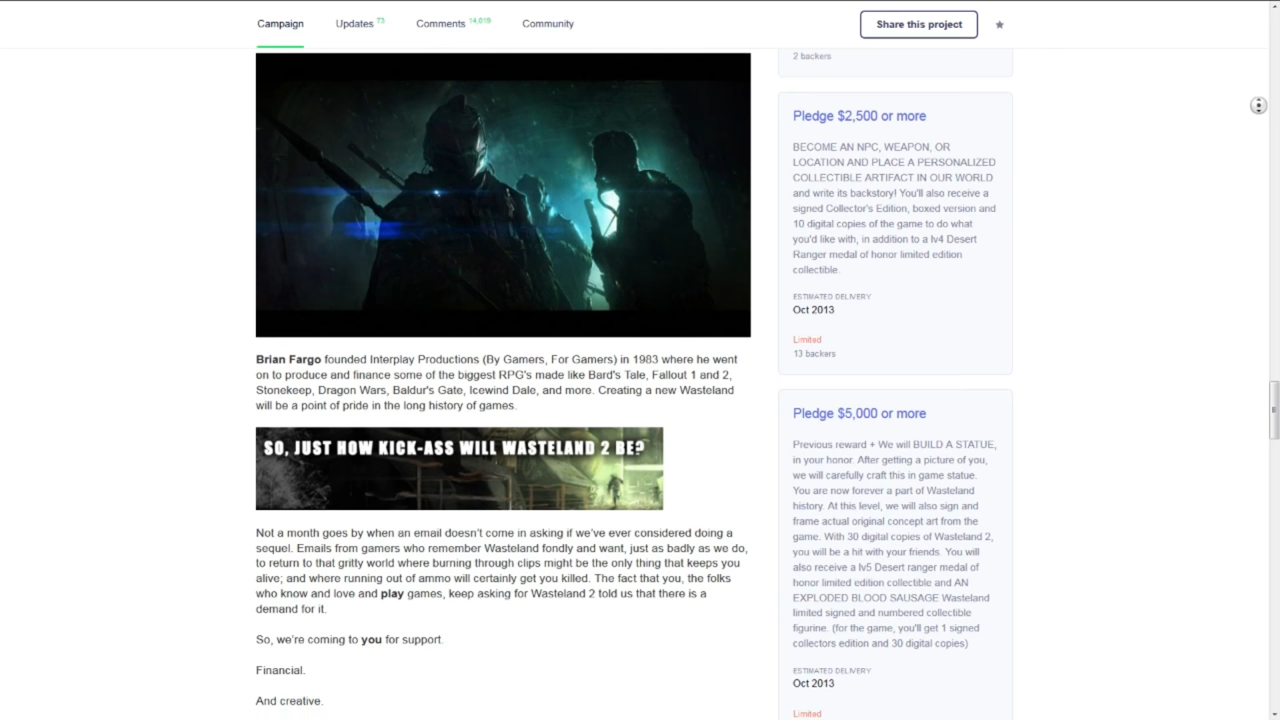 Campaign
Updates 73
Comments 14,619
Community
Share this project
Brian Fargo founded Interplay Productions (By Gamers, For Gamers) in 1983 where he went
on to produce and finance some of the biggest RPG's made like Bard's Tale, Fallout 1 and 2,
Stonekeep, Dragon Wars, Baldur's Gate, Icewind Dale, and more. Creating a new Wasteland
will be a point of pride in the long history of games.
SO, JUST HOW KICK-ASS WILL WASTELAND 2 BE?
Not a month goes by when an email doesn't come in asking if we've ever considered doing a
sequel. Emails from gamers who remember Wasteland fondly and want, just as badly as we do,
to return to that gritty world where burning through clips might be the only thing that keeps you
alive; and where running out of ammo will certainly get you killed. The fact that you, the folks
who know and love and play games, keep asking for Wasteland 2 told us that there is a
demand for it.
So, we're coming to you for support.
Financial.
And creative.
2 backers
Pledge $2,500 or more
BECOME AN NPC, WEAPON, OR
LOCATION AND PLACE A PERSONALIZED
COLLECTIBLE ARTIFACT IN OUR WORLD
and write its backstory! You'll also receive a
signed Collector's Edition, boxed version and
10 digital copies of the game to do what
you'd like with, in addition to a lv4 Desert
Ranger medal of honor limited edition
collectible.
ESTIMATED DELIVERY
Oct 2013
Limited
13 backers
Pledge $5,000 or more
Previous reward + We will BUILD A STATUE,
in your honor. After getting a picture of you,
we will carefully craft this in game statue.
You are now forever a part of Wasteland
history. At this level, we will also sign and
frame actual original concept art from the
game. With 30 digital copies of Wasteland 2,
you will be a hit with your friends. You will
also receive a lv5 Desert ranger medal of
honor limited edition collectible and AN
EXPLODED BLOOD SAUSAGE Wasteland
limited signed and numbered collectible
figurine. (for the game, you'll get 1 signed
collectors edition and 30 digital copies)
ESTIMATED DELIVERY
Oct 2013
Limited